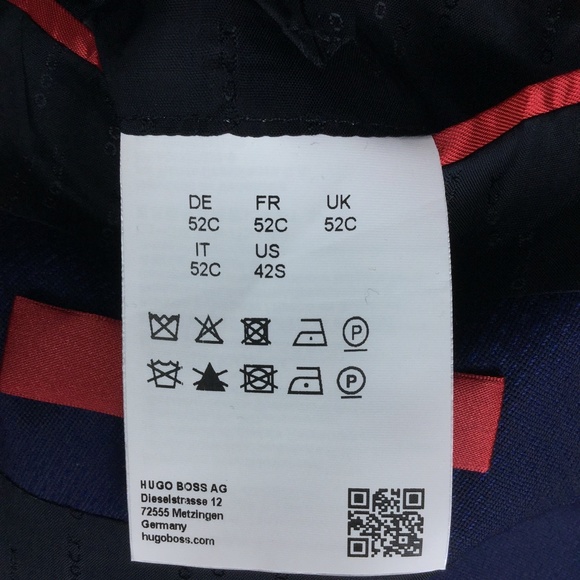 DE FR UK
52C 52C 52C
IT US
52C 42S
P
P
HUGO BOSS AG
Dieselstrasse 12
72555 Metzingen
Germany
hugoboss.com